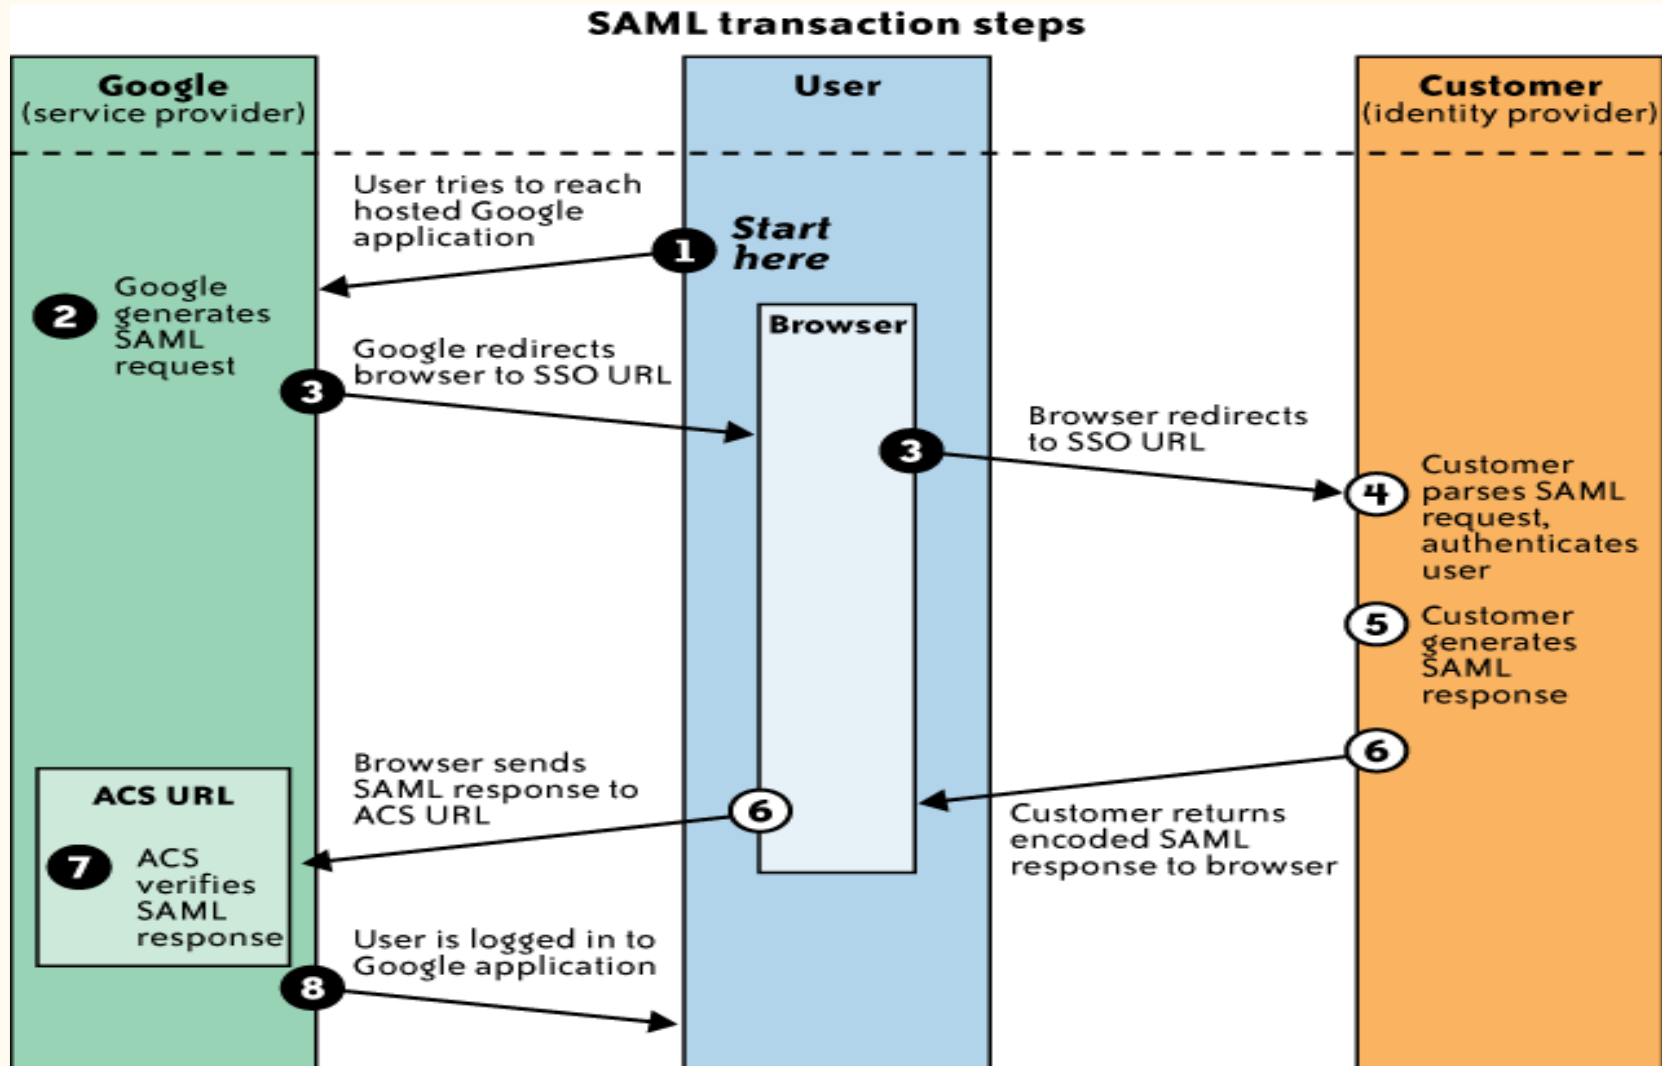 SAML transaction steps
Google
(service provider)
User
Customer
(identity provider)
User tries to reach
hosted Google
application
1
Start
here
2
Google
generates
SAML
request
Browser
3
Google redirects
browser to SSO URL
3
Browser redirects
to SSO URL
4
Customer
parses SAML
request,
authenticates
user
5
Customer
generates
SAML
response
6
Customer returns
encoded SAML
response to browser
6
Browser sends
SAML response to
ACS URL
ACS URL
7
ACS
verifies
SAML
response
8
User is logged in to
Google application